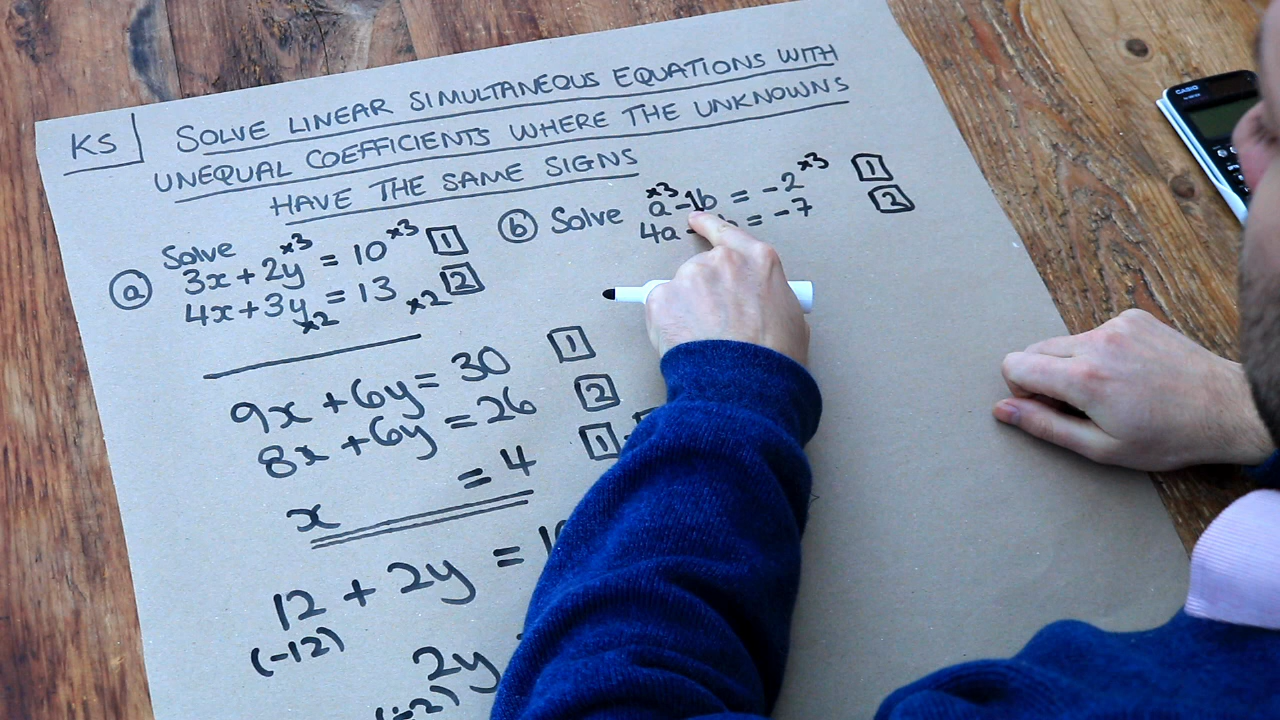 KS
SOLVE LINEAR SIMULTANEOUS EQUATIONS WITH
UNEQUAL COEFFICIENTS WHERE THE UNKNOWNS
HAVE THE SAME SIGNS
ⓐ Solve
x3 x3
3x + 2y = 10 1
4x + 3y = 13 2
x2 x2
9x + 6y = 30 1
8x + 6y = 26 2
x = 4 1
12 + 2y =
(-12)
2y
ⓑ Solve
x3 x3
a - 1b = -2 1
4a = -7 2
CASIO